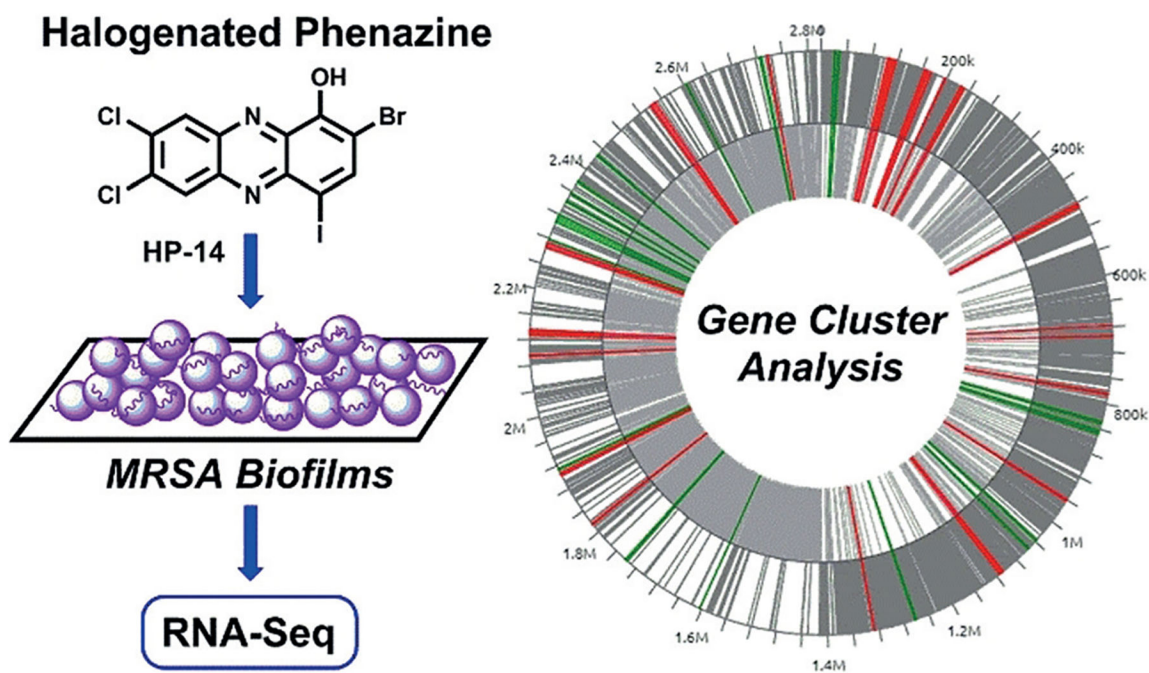 Halogenated Phenazine
OH
Cl
N
Br
Cl
N
I
HP-14
MRSA Biofilms
RNA-Seq
2.8M
0
200k
400k
600k
800k
1M
1.2M
1.4M
1.6M
1.8M
2M
2.2M
2.4M
2.6M
Gene Cluster
Analysis